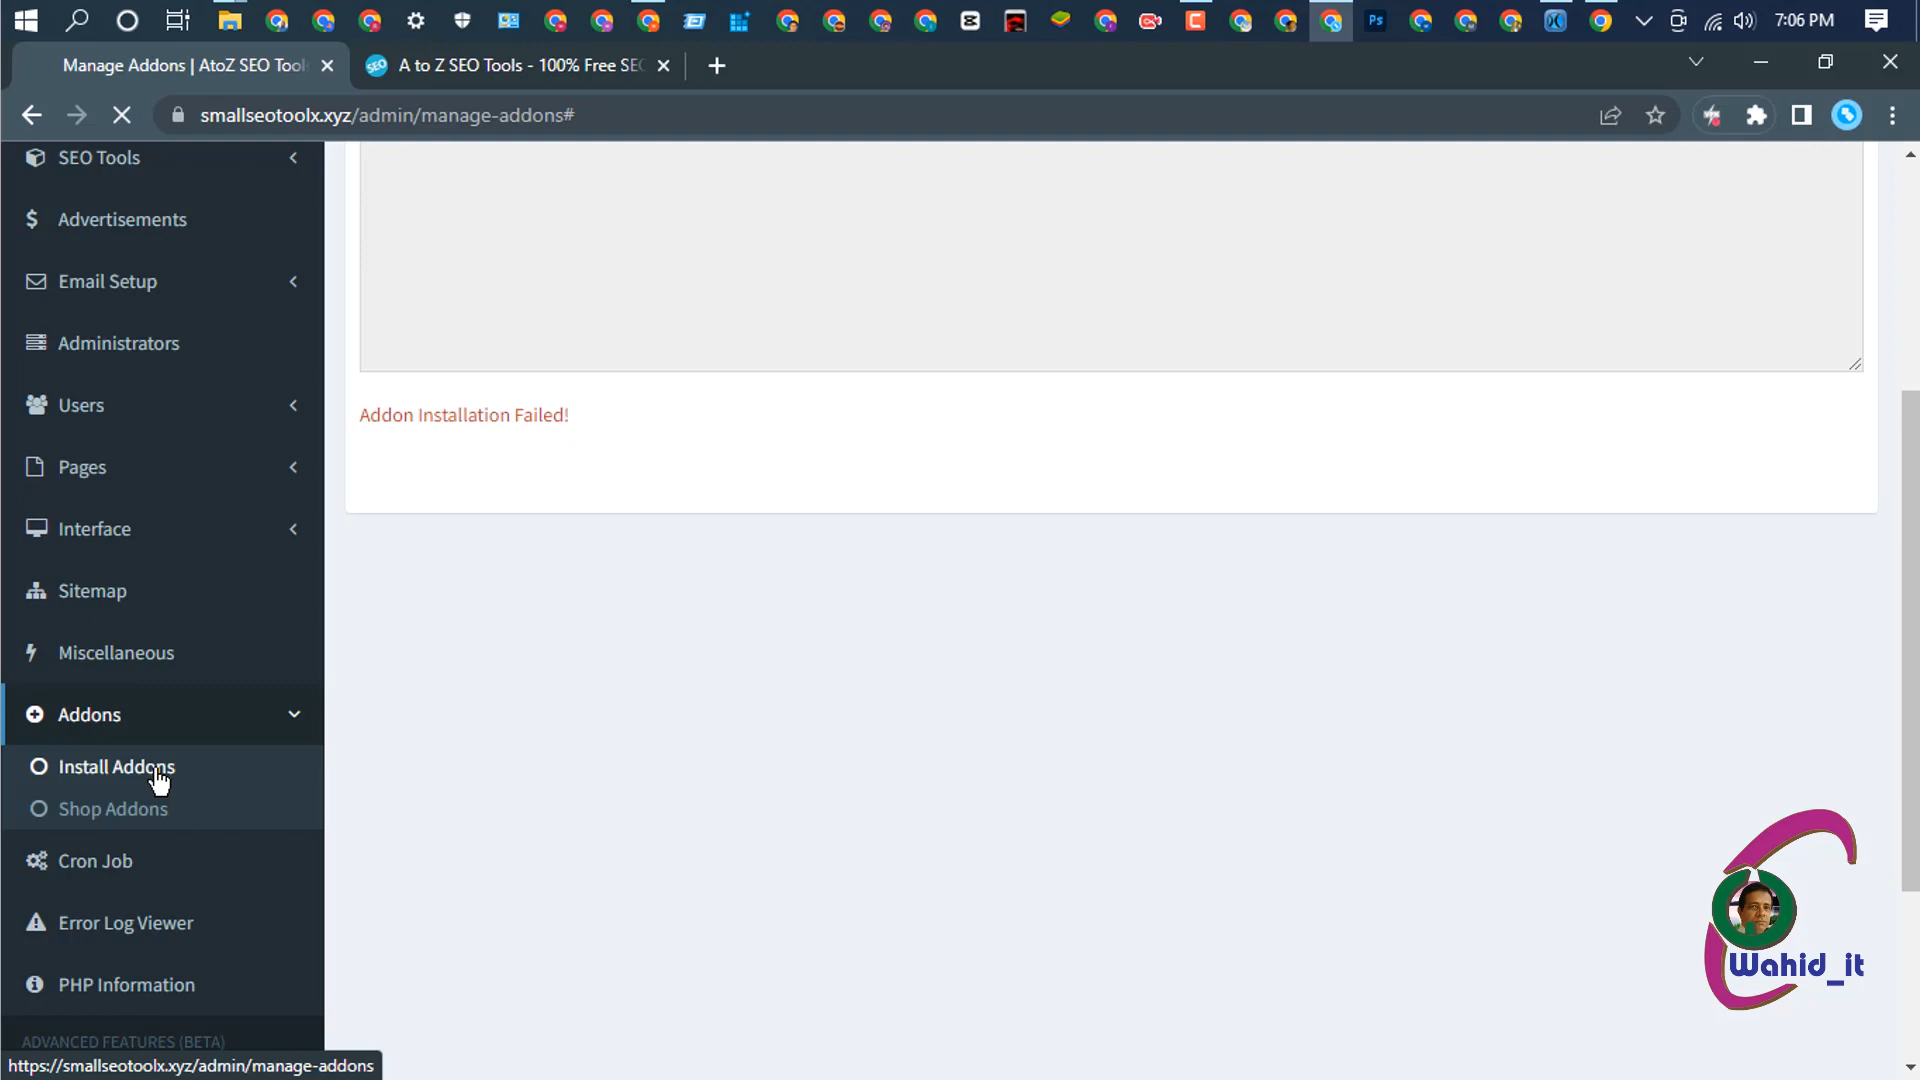 7:06 PM
Manage Addons | AtoZ SEO Tool
A to Z SEO Tools - 100% Free SEO
smallseotoolx.xyz/admin/manage-addons#
SEO Tools
Advertisements
Email Setup
Administrators
Users
Pages
Interface
Sitemap
Miscellaneous
Addons
Install Addons
Shop Addons
Cron Job
Error Log Viewer
PHP Information
ADVANCED FEATURES (BETA)
https://smallseotoolx.xyz/admin/manage-addons
Addon Installation Failed!
Ps
Wahid_it